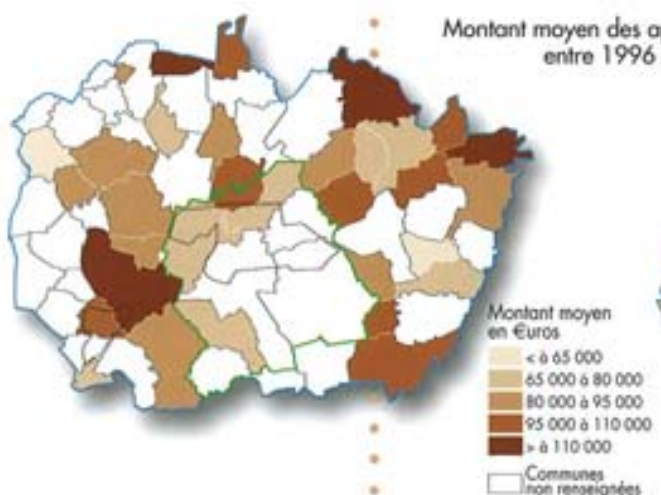 Montant moyen des
entre 1996
Montant moyen
en €uros
< à 65 000
65 000 à 80 000
80 000 à 95 000
95 000 à 110 000
> à 110 000
Communes
non renseignées